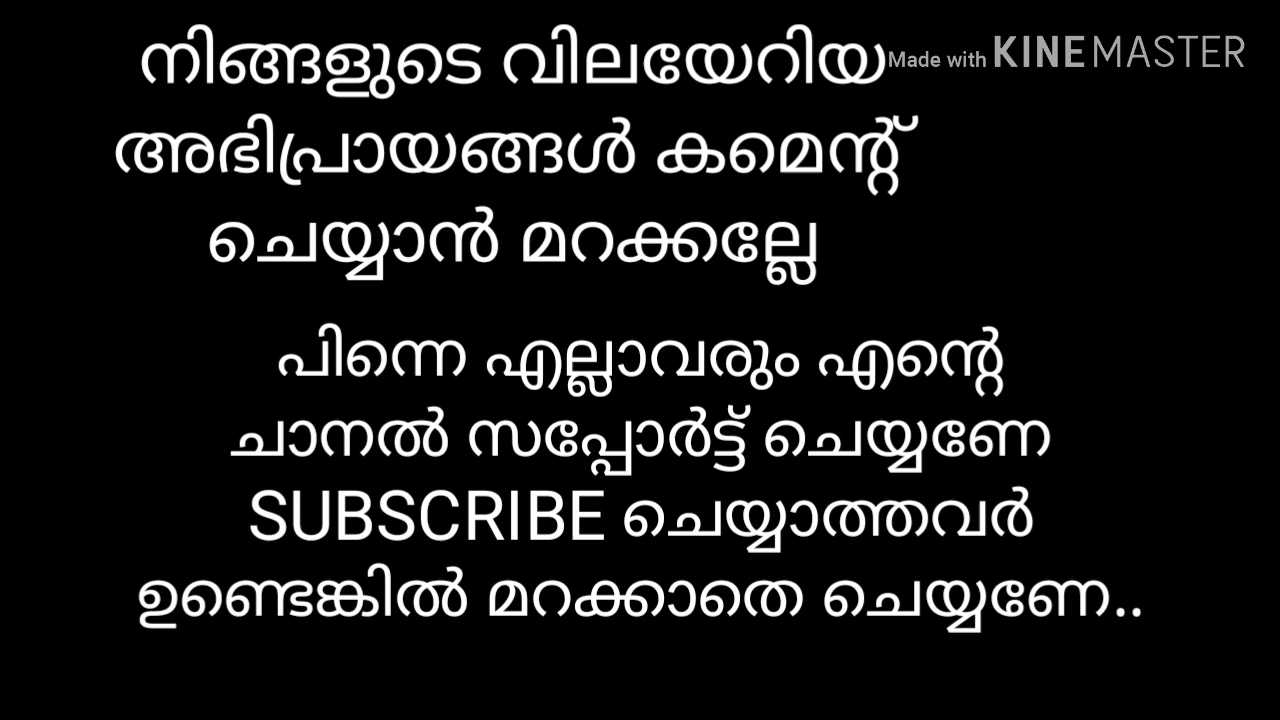 നിങ്ങളുടെ വിലയേറിയ
Made with KINEMASTER
അഭിപ്രായങ്ങൾ കമെന്റ്
ചെയ്യാൻ മറക്കല്ലേ
പിന്നെ എല്ലാവരും എന്റെ
ചാനൽ സപ്പോർട്ട് ചെയ്യണേ
SUBSCRIBE ചെയ്യാത്തവർ
ഉണ്ടെങ്കിൽ മറക്കാതെ ചെയ്യണേ..